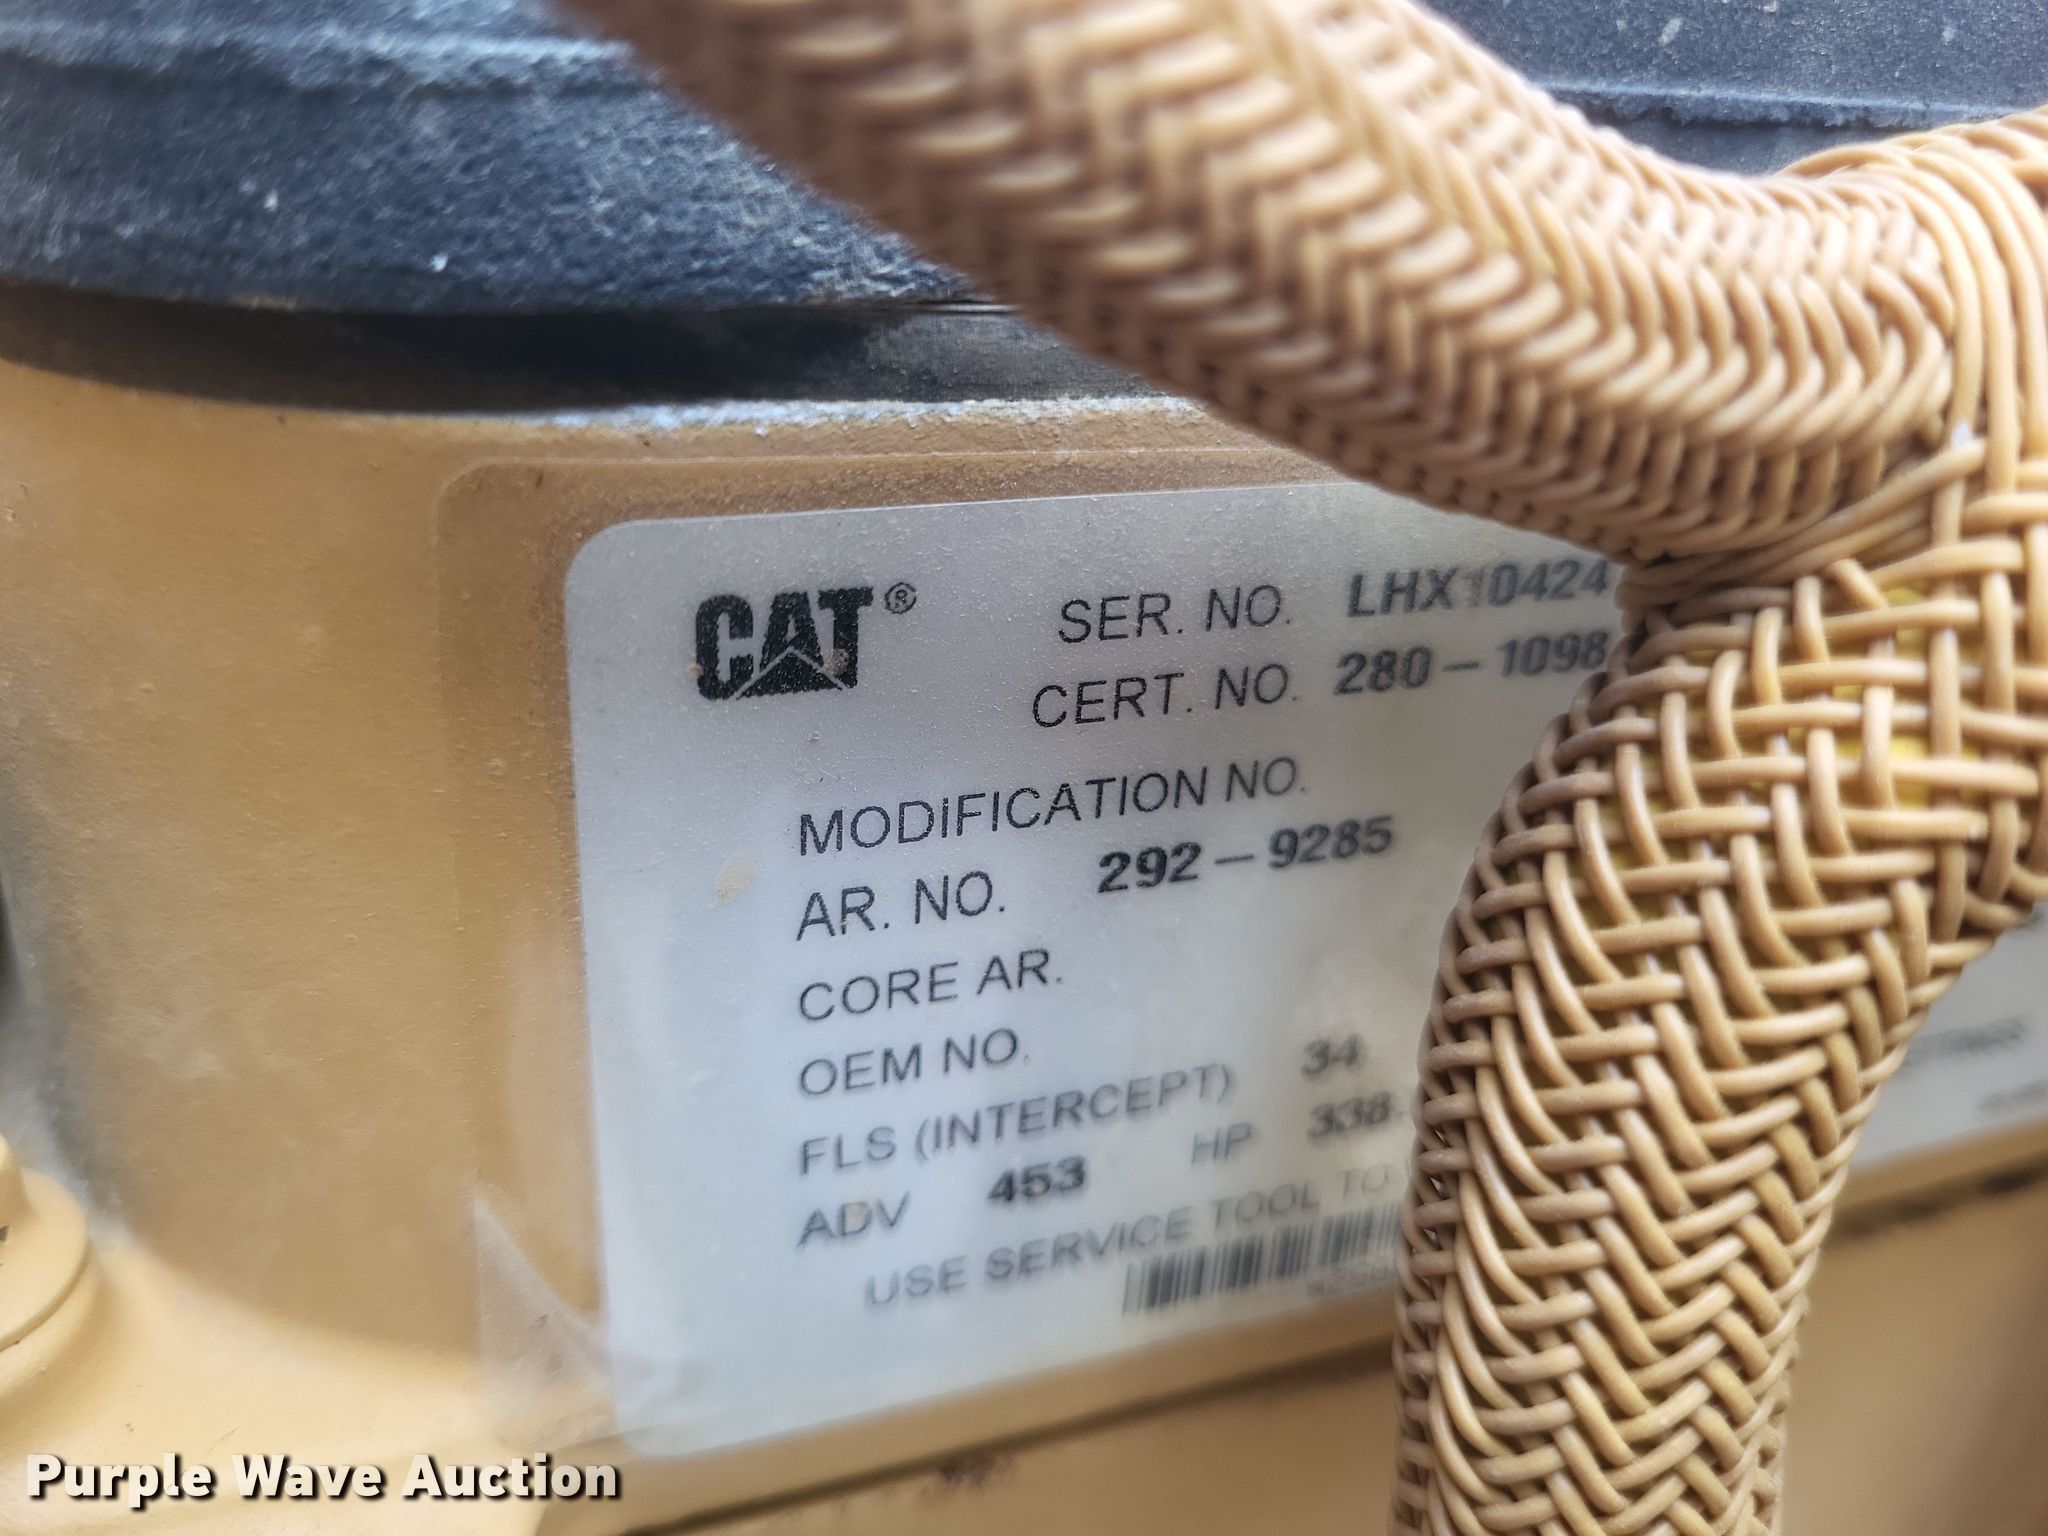 CAT®
SER. NO. LHX10424
CERT. NO. 280-1098
MODIFICATION NO.
AR. NO. 292-9285
CORE AR.
OEM NO.
FLS (INTERCEPT) 34
ADV 453 HP 338.
USE SERVICE TOOL TO
Purple Wave Auction